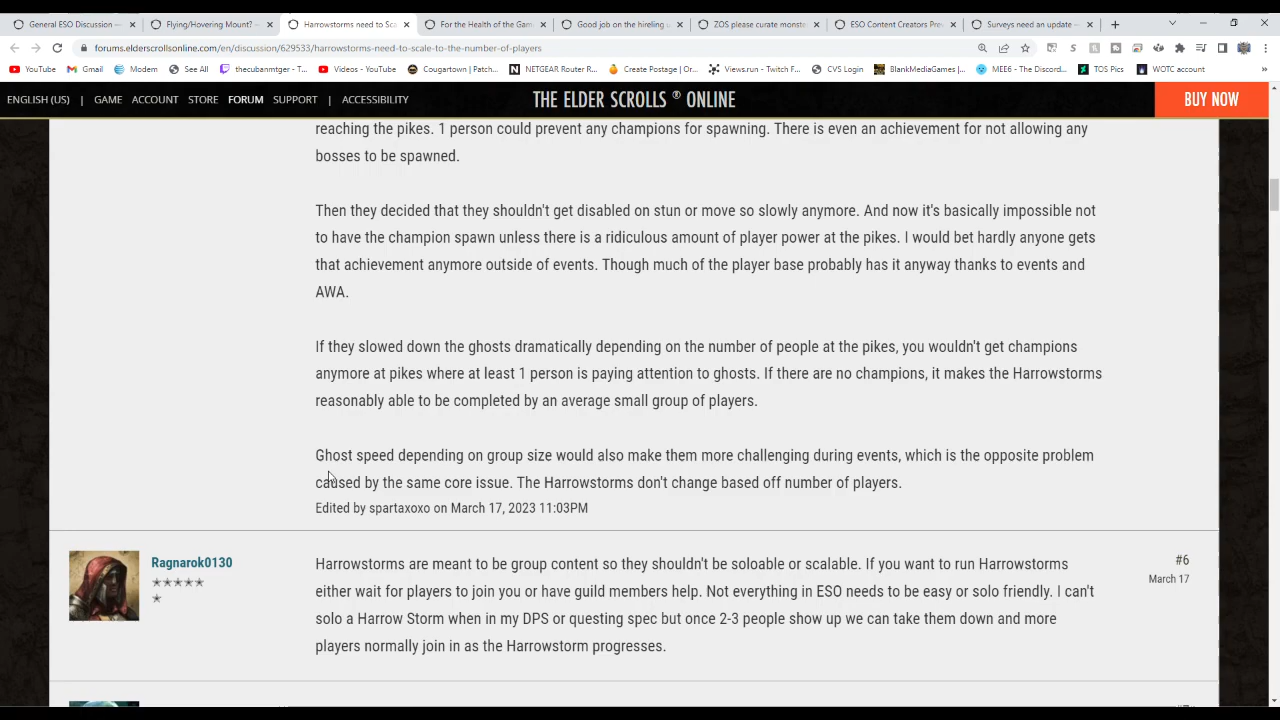 General ESO Discussion —
Flying/Hovering Mount? —
Harrowstorms need to Sca
For the Health of the Gam
Good job on the hireling u
ZOS please curate monste
ESO Content Creators Prev
Surveys need an update —
forums.elderscrollsonline.com/en/discussion/629533/harrowstorms-need-to-scale-to-the-number-of-players
YouTube
Gmail
Modem
See All
thecubanmtger - T...
Videos - YouTube
Cougartown | Patch...
NETGEAR Router R...
Create Postage | Or...
Views.run - Twitch F...
CVS Login
BlankMediaGames |...
MEE6 - The Discord...
TOS Pics
WOTC account
»
ENGLISH (US) | GAME ACCOUNT STORE FORUM SUPPORT | ACCESSIBILITY
THE ELDER SCROLLS ® ONLINE
BUY NOW
reaching the pikes. 1 person could prevent any champions for spawning. There is even an achievement for not allowing any
bosses to be spawned.
Then they decided that they shouldn't get disabled on stun or move so slowly anymore. And now it's basically impossible not
to have the champion spawn unless there is a ridiculous amount of player power at the pikes. I would bet hardly anyone gets
that achievement anymore outside of events. Though much of the player base probably has it anyway thanks to events and
AWA.
If they slowed down the ghosts dramatically depending on the number of people at the pikes, you wouldn't get champions
anymore at pikes where at least 1 person is paying attention to ghosts. If there are no champions, it makes the Harrowstorms
reasonably able to be completed by an average small group of players.
Ghost speed depending on group size would also make them more challenging during events, which is the opposite problem
caused by the same core issue. The Harrowstorms don't change based off number of players.
Edited by spartaxoxo on March 17, 2023 11:03PM
Ragnarok0130
#6
March 17
Harrowstorms are meant to be group content so they shouldn't be soloable or scalable. If you want to run Harrowstorms
either wait for players to join you or have guild members help. Not everything in ESO needs to be easy or solo friendly. I can't
solo a Harrow Storm when in my DPS or questing spec but once 2-3 people show up we can take them down and more
players normally join in as the Harrowstorm progresses.